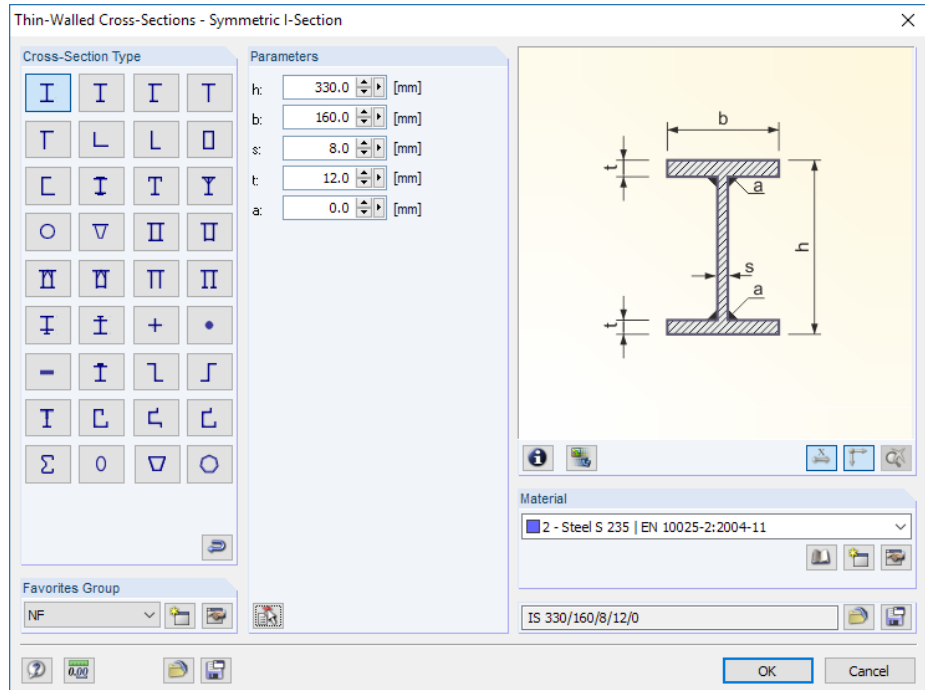 Thin-Walled Cross-Sections - Symmetric I-Section
Cross-Section Type
Parameters
h: 330.0 [mm]
b: 160.0 [mm]
s: 8.0 [mm]
t: 12.0 [mm]
a: 0.0 [mm]
b
t
a
h
s
a
t
X
Material
2 - Steel S 235 | EN 10025-2:2004-11
Favorites Group
NF
IS 330/160/8/12/0
0.00
OK
Cancel